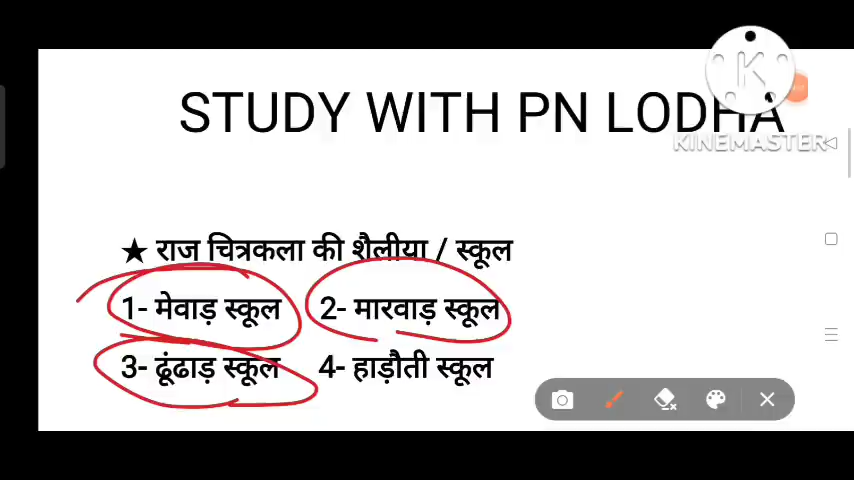 STUDY WITH PN LODHA
KINEMASTER
★ राज चित्रकला की शैलीया / स्कूल
1- मेवाड़ स्कूल 2- मारवाड़ स्कूल
3- ढूंढाड़ स्कूल 4- हाड़ौती स्कूल